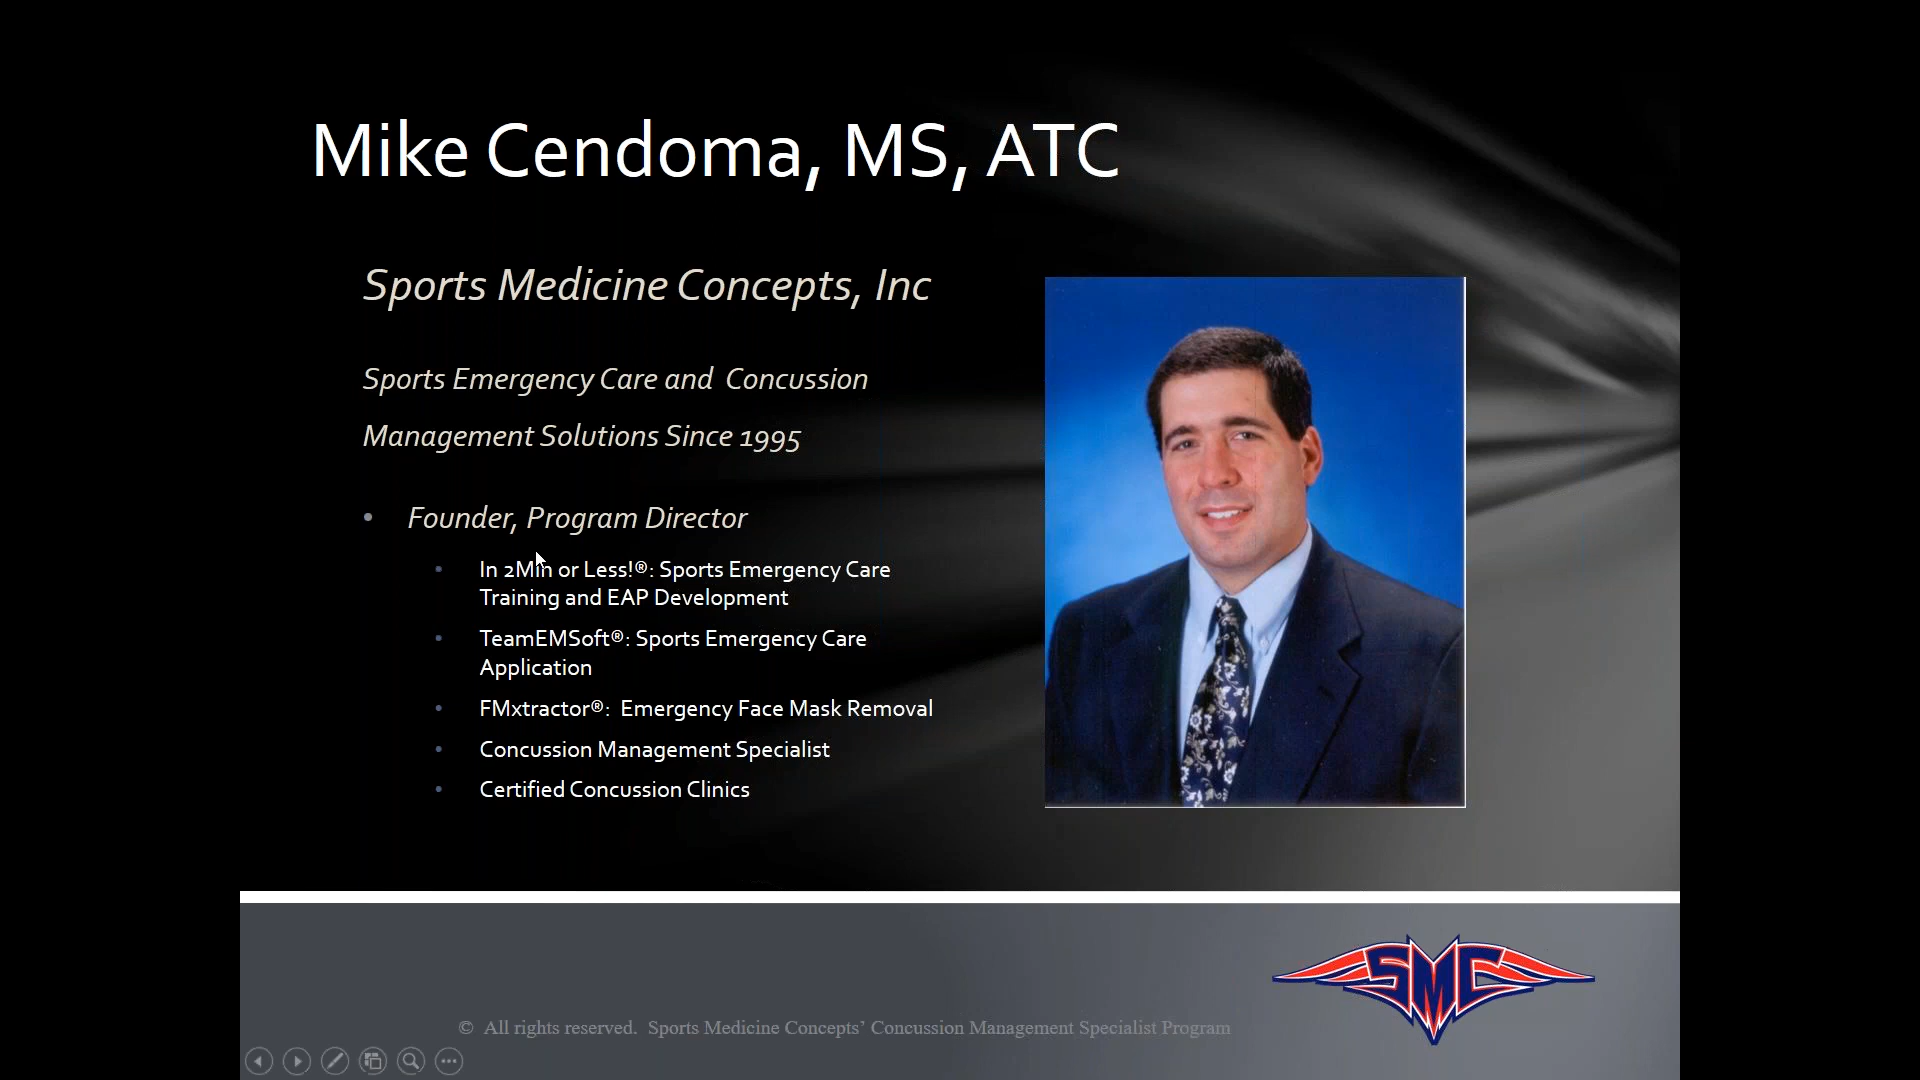 Mike Cendoma, MS, ATC
Sports Medicine Concepts, Inc
Sports Emergency Care and  Concussion
Management Solutions Since 1995
• Founder, Program Director
• In 2Min or Less!®: Sports Emergency Care
Training and EAP Development
• TeamEMSoft®: Sports Emergency Care
Application
• FMxtractor®:  Emergency Face Mask Removal
• Concussion Management Specialist
• Certified Concussion Clinics
SMC
©  All rights reserved.  Sports Medicine Concepts’ Concussion Management Specialist Program